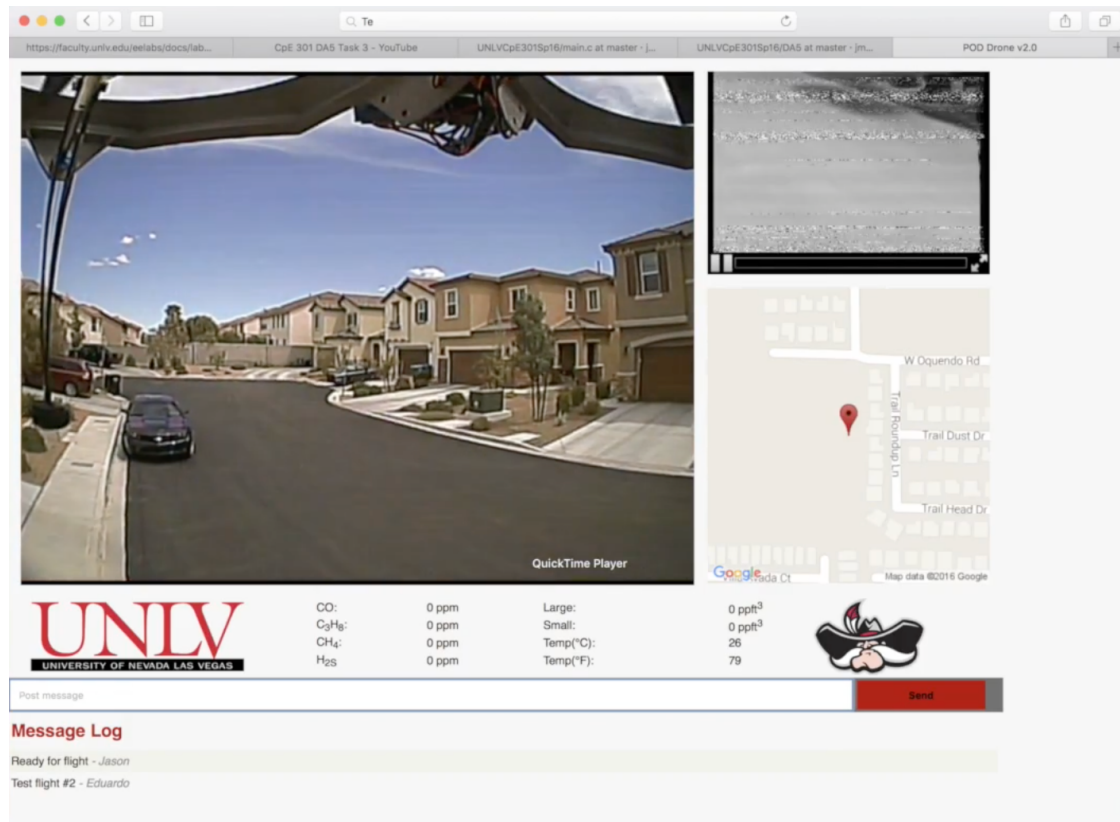 Te
https://faculty.unlv.edu/eelabs/docs/lab...
CpE 301 DA5 Task 3 - YouTube
UNLVCpE301Sp16/main.c at master · j...
UNLVCpE301Sp16/DA5 at master · jm...
POD Drone v2.0
QuickTime Player
W Oquendo Rd
Trail Roundup Ln
Trail Dust Dr
Trail Head Dr
Google
Ct
Map data ©2016 Google
UNLV
UNIVERSITY OF NEVADA LAS VEGAS
CO: 0 ppm Large: 0 ppft³
C₃H₈: 0 ppm Small: 0 ppft³
CH₄: 0 ppm Temp(°C): 26
H₂S 0 ppm Temp(°F): 79
Post message
Send
Message Log
Ready for flight - Jason
Test flight #2 - Eduardo